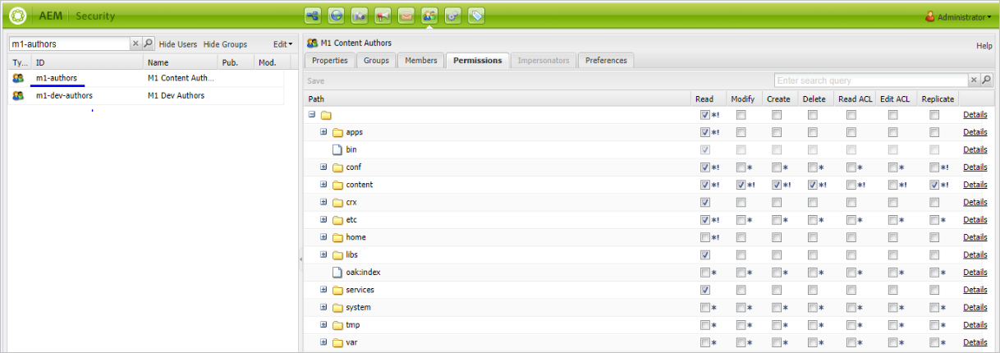 AEM Security Administrator
m1-authors Hide Users Hide Groups Edit
Ty... ID Name Pub. Mod.
m1-authors M1 Content Auth...
m1-dev-authors M1 Dev Authors
M1 Content Authors
Help
Properties Groups Members Permissions Impersonators Preferences
Save Enter search query
Path Read Modify Create Delete Read ACL Edit ACL Replicate
*! Details
apps *! Details
bin Details
conf *! * * * * * *! Details
content *! *! *! *! *! *! *! Details
crx Details
etc *! * * * * * * Details
home *! Details
libs Details
oak:index * * * * * * * Details
services Details
system * * * * * * * Details
tmp * * * * * * * Details
var * * * * * * * Details